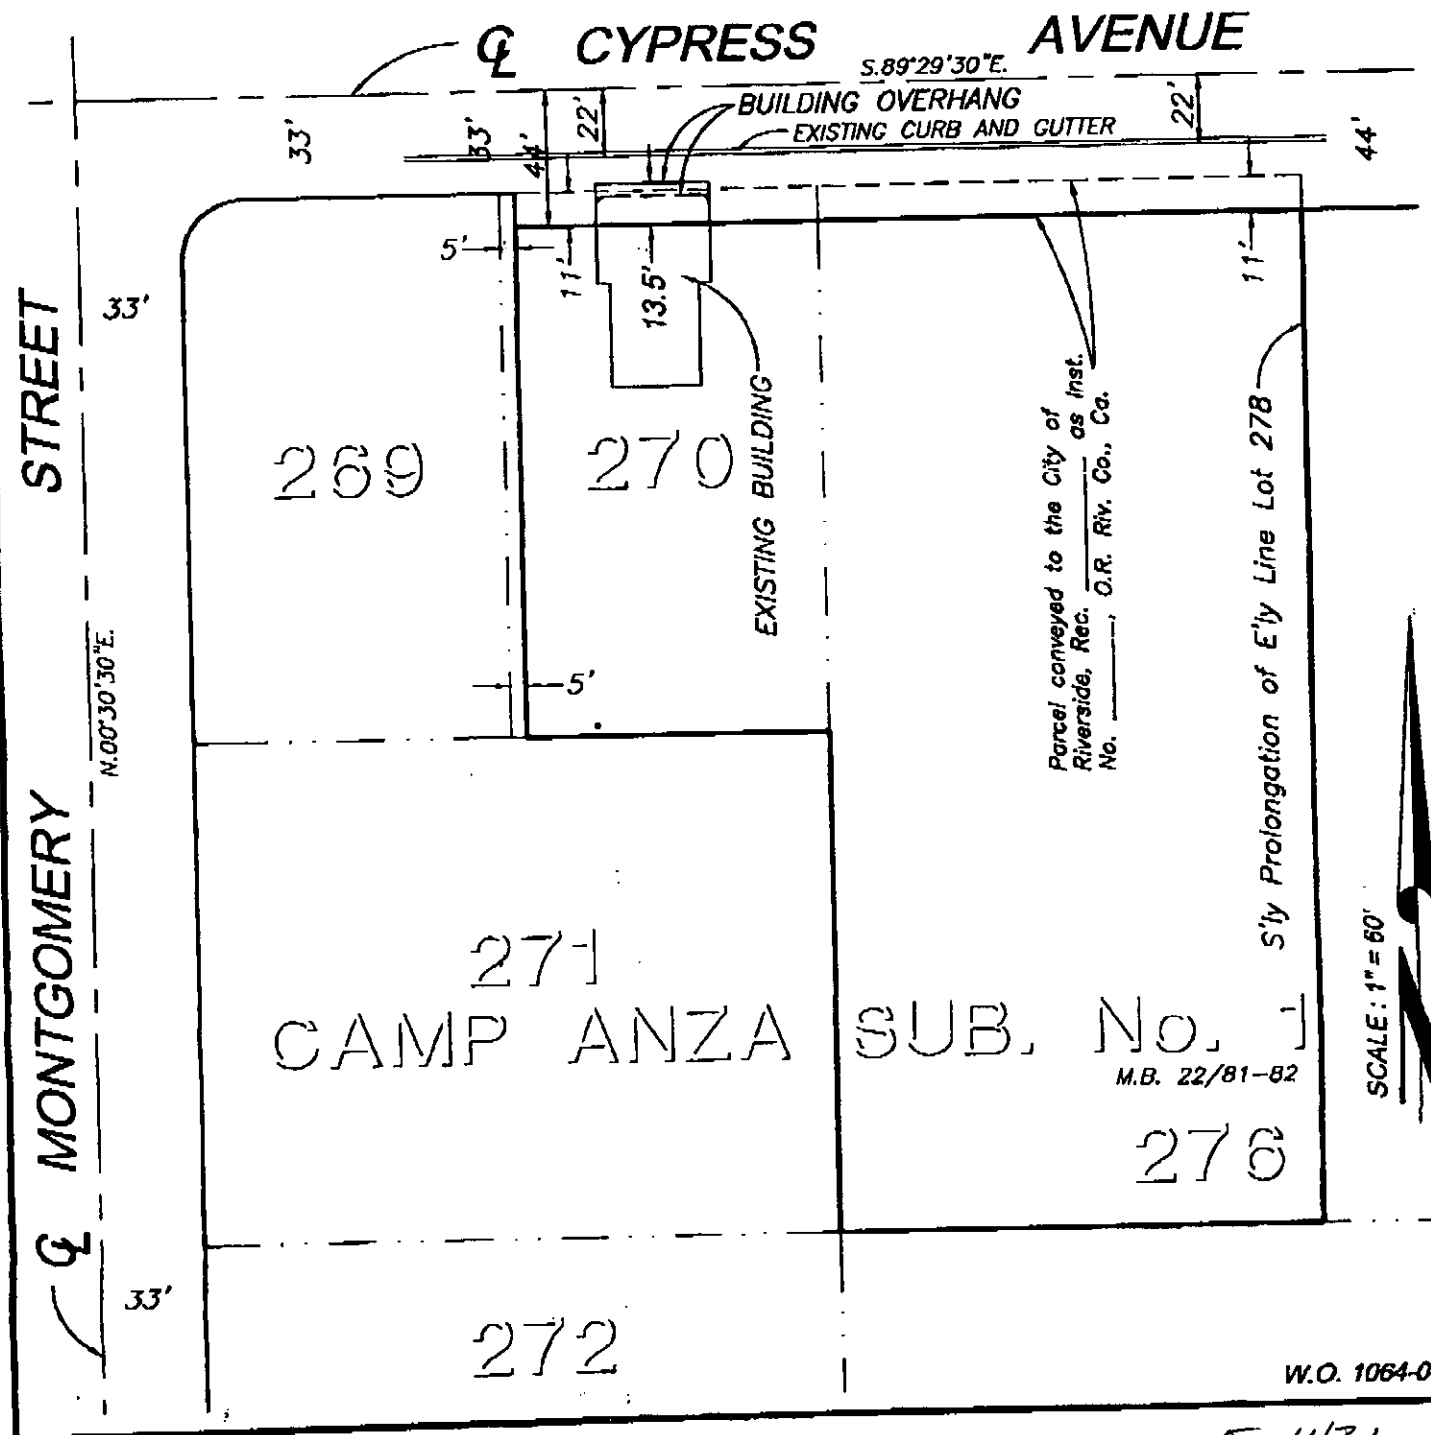 ℄ CYPRESS AVENUE
S.89°29'30"E.
BUILDING OVERHANG
EXISTING CURB AND GUTTER
33'
33'
44'
22'
22'
44'
5'
11'
13.5'
11'
33'
STREET
269
270
EXISTING BUILDING
Parcel conveyed to the City of
Riverside, Rec. ______ as Inst.
No. ______, O.R. Riv. Co., Ca.
S'ly Prolongation of E'ly Line Lot 278
N.00°30'30"E.
5'
℄ MONTGOMERY
271
CAMP ANZA SUB. No. 1
M.B. 22/81-82
276
SCALE: 1"=60'
33'
272
W.O. 1064-0